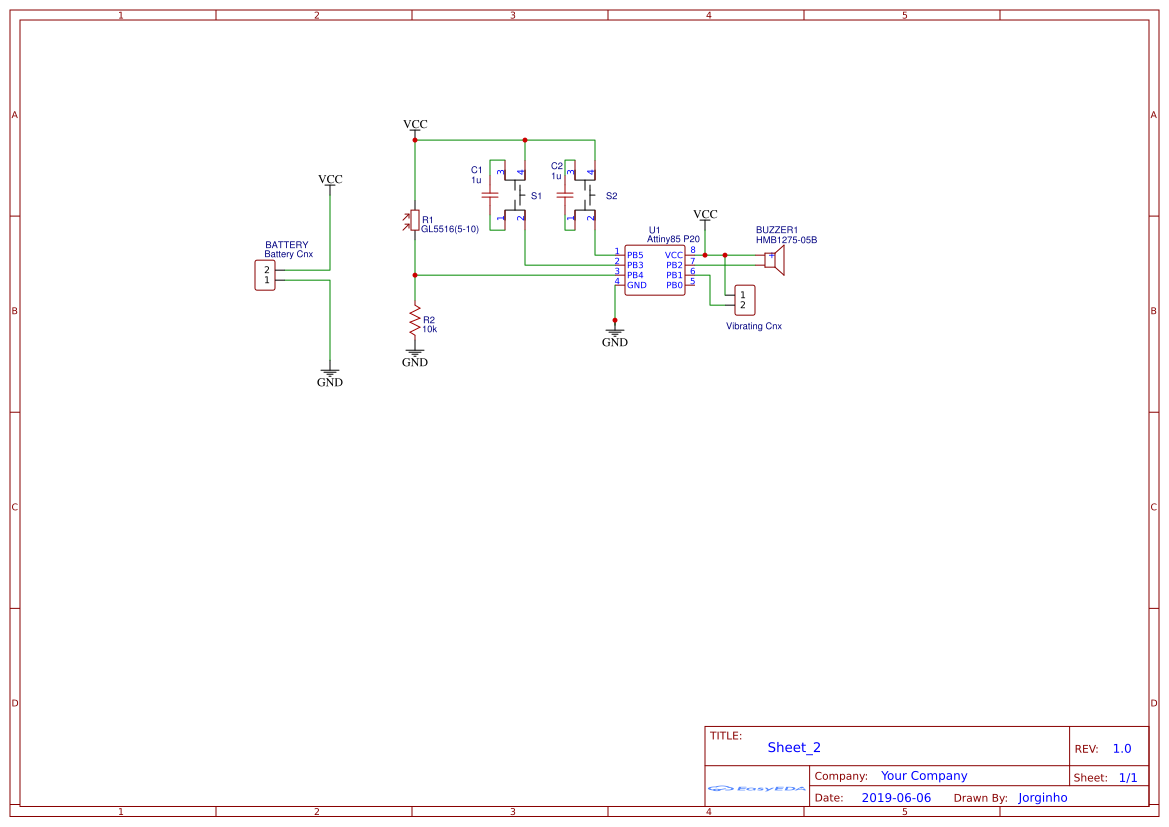 1 2 3 4 5
A A
VCC
VCC
C1
1u
3 4
1 2
S1
C2
1u
3 4
1 2
S2
R1
GL5516(5-10)
VCC
BATTERY
Battery Cnx
2
1
U1
Attiny85 P20
1 PB5 VCC 8
2 PB3 PB2 7
3 PB4 PB1 6
4 GND PB0 5
BUZZER1
HMB1275-05B
+
1
2
Vibrating Cnx
B B
R2
10k
GND
GND
GND
C C
D D
TITLE:
Sheet_2
REV: 1.0
EasyEDA
Company: Your Company
Sheet: 1/1
Date: 2019-06-06 Drawn By: Jorginho
1 2 3 4 5